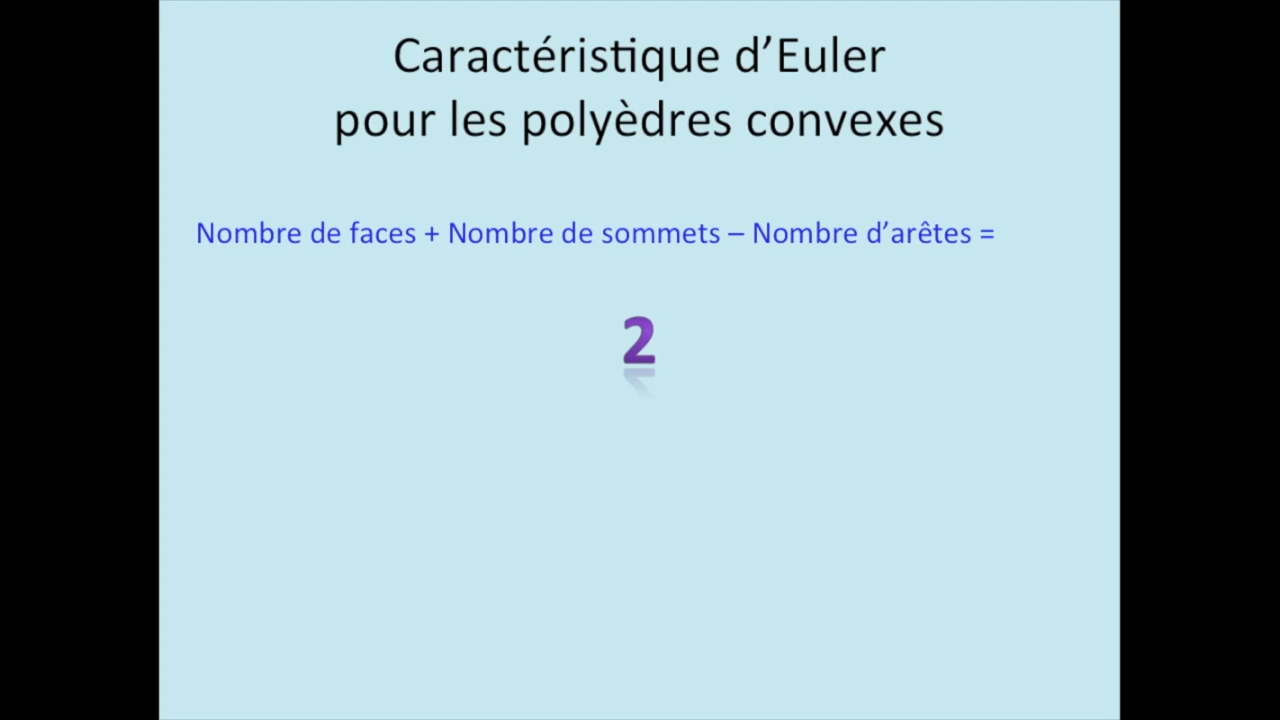 Caractéristique d’Euler
pour les polyèdres convexes
Nombre de faces + Nombre de sommets – Nombre d’arêtes =
2